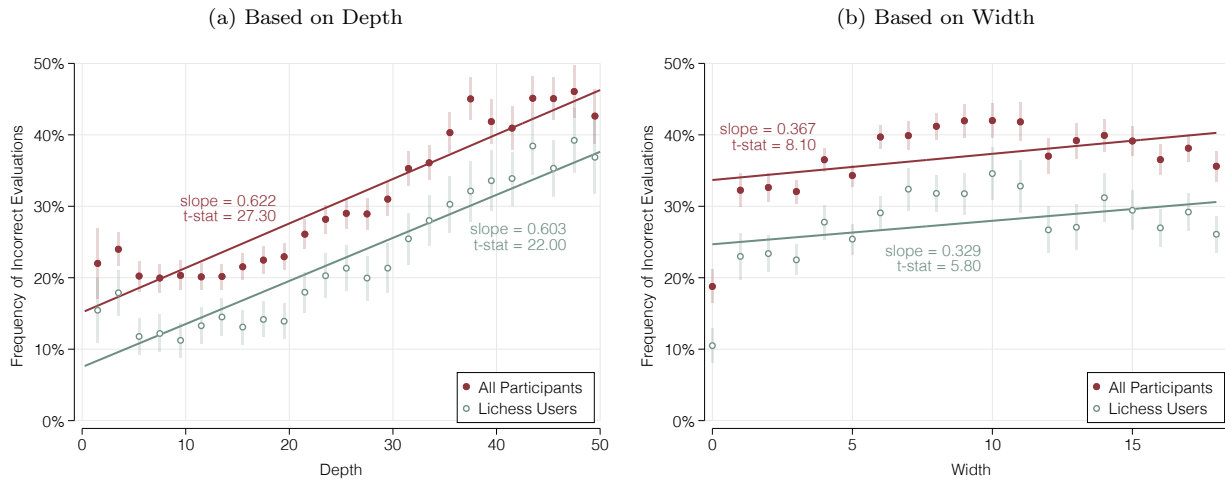 (a) Based on Depth
50%
40%
30%
20%
10%
0%
Frequency of Incorrect Evaluations
slope = 0.622
t-stat = 27.30
slope = 0.603
t-stat = 22.00
All Participants
Lichess Users
0 10 20 30 40 50
Depth
(b) Based on Width
50%
40%
30%
20%
10%
0%
Frequency of Incorrect Evaluations
slope = 0.367
t-stat = 8.10
slope = 0.329
t-stat = 5.80
All Participants
Lichess Users
0 5 10 15
Width